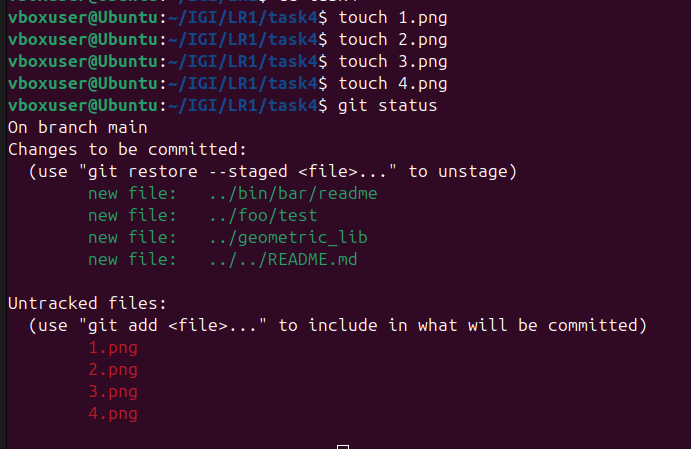 vboxuser@Ubuntu:~/IGI/LR1/task4$ touch 1.png
vboxuser@Ubuntu:~/IGI/LR1/task4$ touch 2.png
vboxuser@Ubuntu:~/IGI/LR1/task4$ touch 3.png
vboxuser@Ubuntu:~/IGI/LR1/task4$ touch 4.png
vboxuser@Ubuntu:~/IGI/LR1/task4$ git status
On branch main
Changes to be committed:
  (use "git restore --staged <file>..." to unstage)
        new file:   ../bin/bar/readme
        new file:   ../foo/test
        new file:   ../geometric_lib
        new file:   ../../README.md

Untracked files:
  (use "git add <file>..." to include in what will be committed)
        1.png
        2.png
        3.png
        4.png